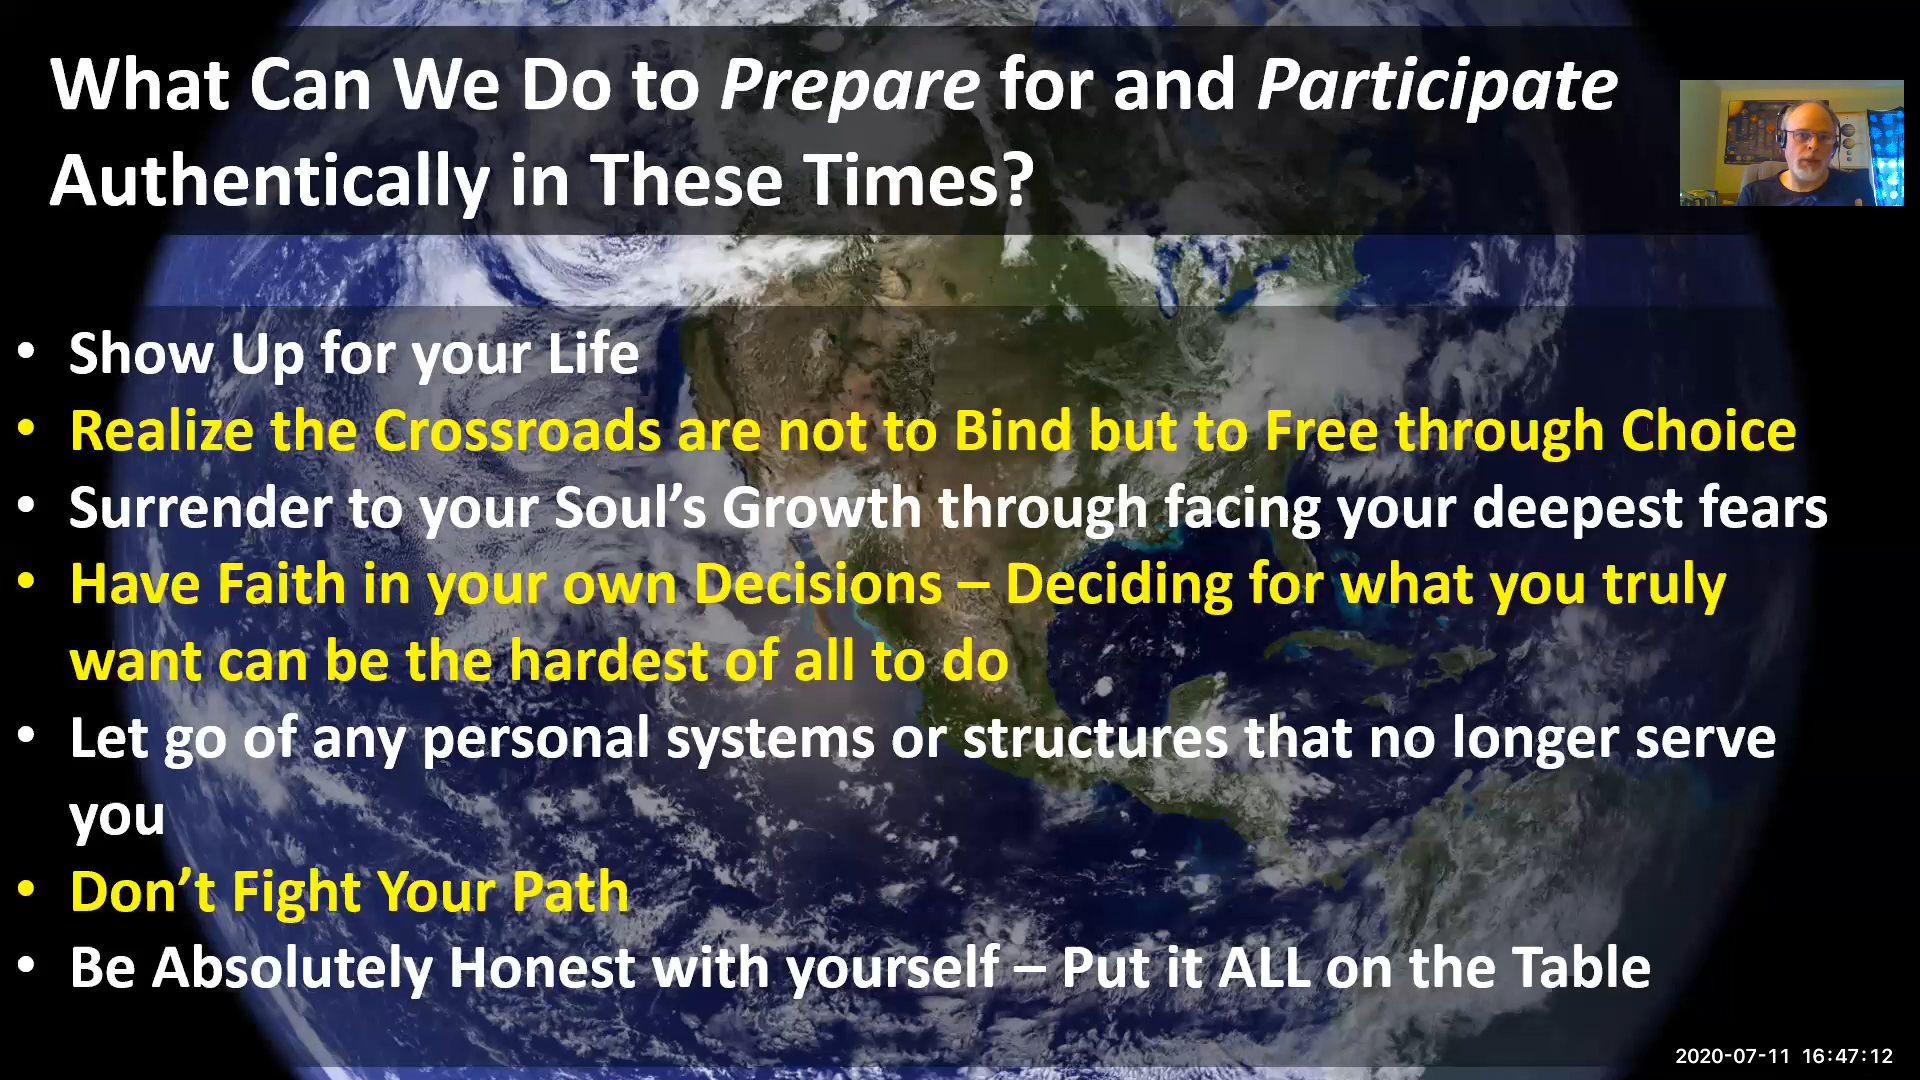 What Can We Do to Prepare for and Participate
Authentically in These Times?
• Show Up for your Life
• Realize the Crossroads are not to Bind but to Free through Choice
• Surrender to your Soul’s Growth through facing your deepest fears
• Have Faith in your own Decisions – Deciding for what you truly
want can be the hardest of all to do
• Let go of any personal systems or structures that no longer serve
you
• Don’t Fight Your Path
• Be Absolutely Honest with yourself – Put it ALL on the Table
2020-07-11 16:47:12